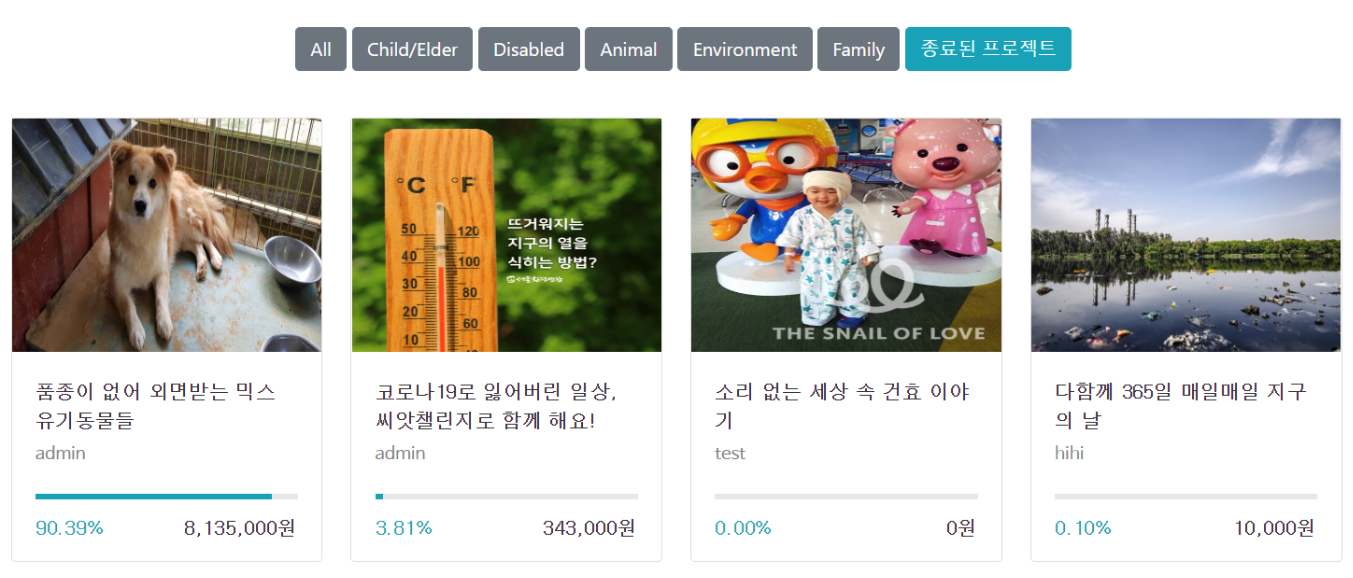 All Child/Elder Disabled Animal Environment Family 종료된 프로젝트
°C °F
50 120
40 100
30 80
20 60
10
뜨거워지는
지구의 열을
식히는 방법?
THE SNAIL OF LOVE
품종이 없어 외면받는 믹스
유기동물들
admin
90.39% 8,135,000원
코로나19로 잃어버린 일상,
씨앗챌린지로 함께 해요!
admin
3.81% 343,000원
소리 없는 세상 속 건효 이야
기
test
0.00% 0원
다함께 365일 매일매일 지구
의 날
hihi
0.10% 10,000원